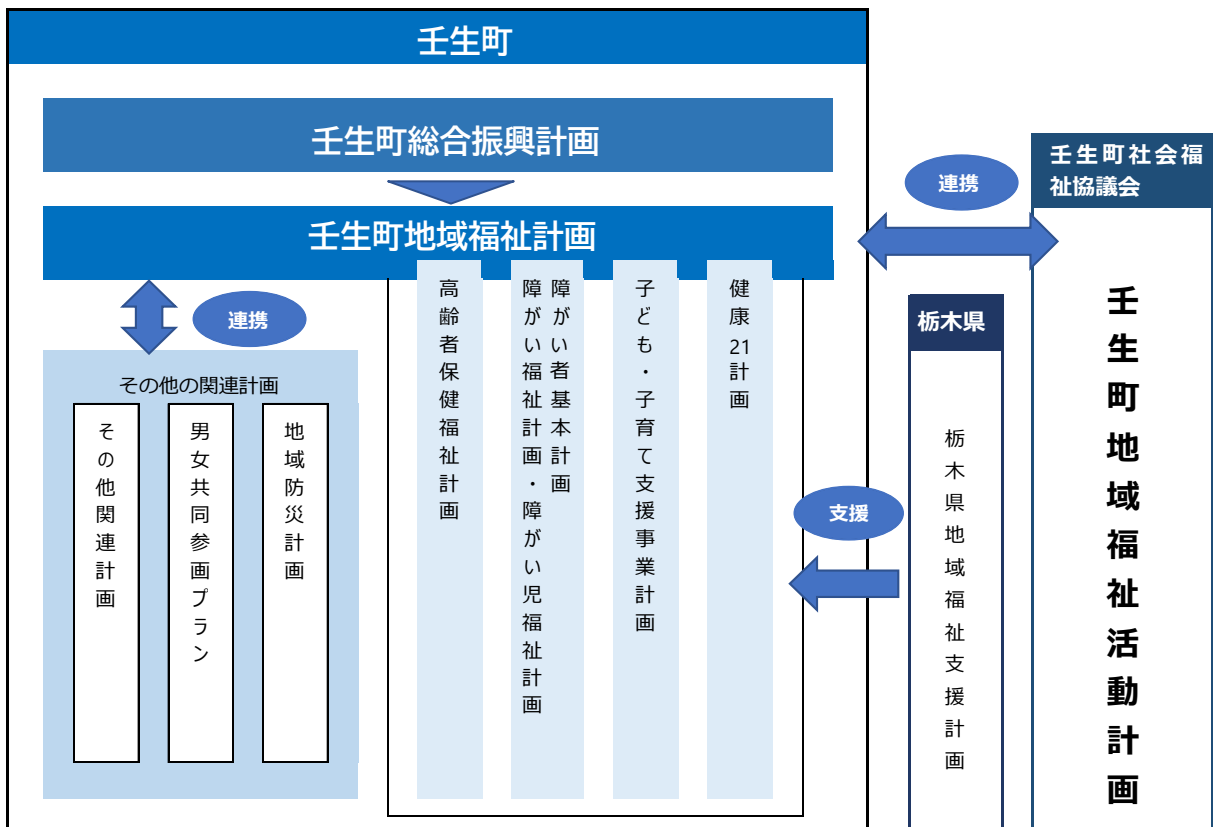 壬生町
壬生町総合振興計画
壬生町地域福祉計画
連携
その他の関連計画
その他関連計画
男女共同参画プラン
地域防災計画
高齢者保健福祉計画
障がい者基本計画
障がい福祉計画・障がい児福祉計画
子ども・子育て支援事業計画
健康21計画
支援
栃木県
栃木県地域福祉支援計画
連携
壬生町社会福
祉協議会
壬生町地域福祉活動計画